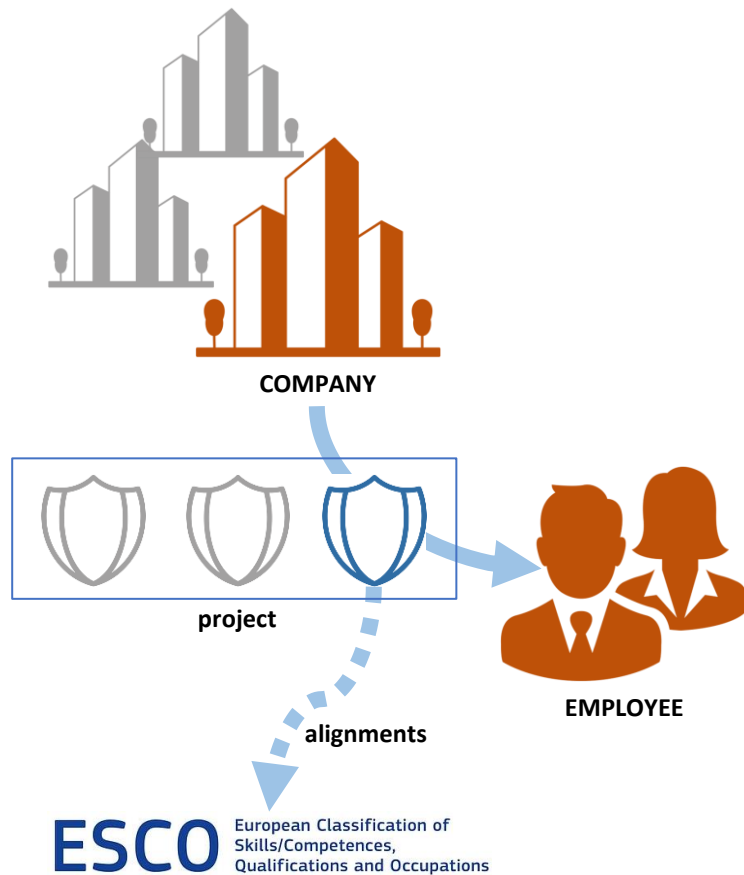 COMPANY
project
EMPLOYEE
alignments
ESCO
European Classification of
Skills/Competences,
Qualifications and Occupations